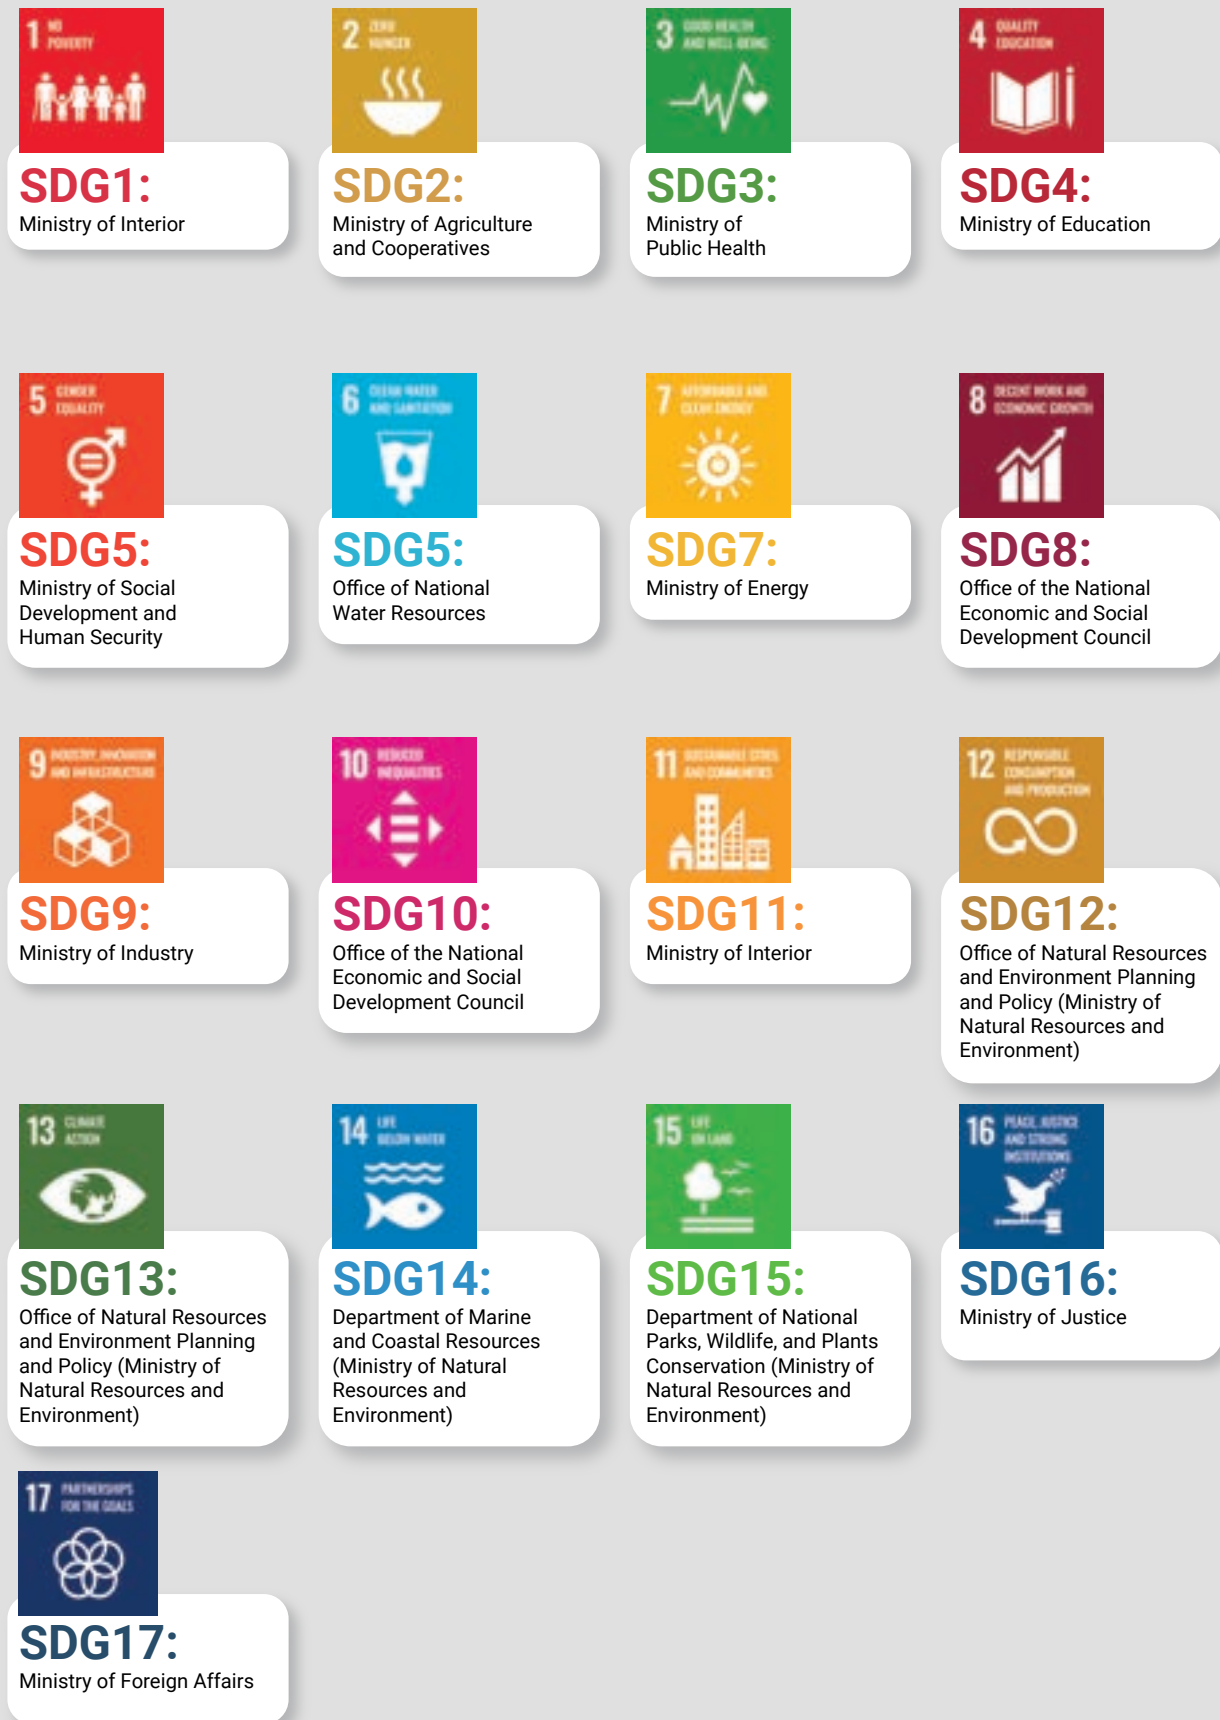 1 NO
POVERTY
SDG1:
Ministry of Interior
2 ZERO
HUNGER
SDG2:
Ministry of Agriculture
and Cooperatives
3 GOOD HEALTH
AND WELL-BEING
SDG3:
Ministry of
Public Health
4 QUALITY
EDUCATION
SDG4:
Ministry of Education
5 GENDER
EQUALITY
SDG5:
Ministry of Social
Development and
Human Security
6 CLEAN WATER
AND SANITATION
SDG5:
Office of National
Water Resources
7 AFFORDABLE AND
CLEAN ENERGY
SDG7:
Ministry of Energy
8 DECENT WORK AND
ECONOMIC GROWTH
SDG8:
Office of the National
Economic and Social
Development Council
9 INDUSTRY, INNOVATION
AND INFRASTRUCTURE
SDG9:
Ministry of Industry
10 REDUCED
INEQUALITIES
SDG10:
Office of the National
Economic and Social
Development Council
11 SUSTAINABLE CITIES
AND COMMUNITIES
SDG11:
Ministry of Interior
12 RESPONSIBLE
CONSUMPTION
AND PRODUCTION
SDG12:
Office of Natural Resources
and Environment Planning
and Policy (Ministry of
Natural Resources and
Environment)
13 CLIMATE
ACTION
SDG13:
Office of Natural Resources
and Environment Planning
and Policy (Ministry of
Natural Resources and
Environment)
14 LIFE
BELOW WATER
SDG14:
Department of Marine
and Coastal Resources
(Ministry of Natural
Resources and
Environment)
15 LIFE
ON LAND
SDG15:
Department of National
Parks, Wildlife, and Plants
Conservation (Ministry of
Natural Resources and
Environment)
16 PEACE, JUSTICE
AND STRONG
INSTITUTIONS
SDG16:
Ministry of Justice
17 PARTNERSHIPS
FOR THE GOALS
SDG17:
Ministry of Foreign Affairs